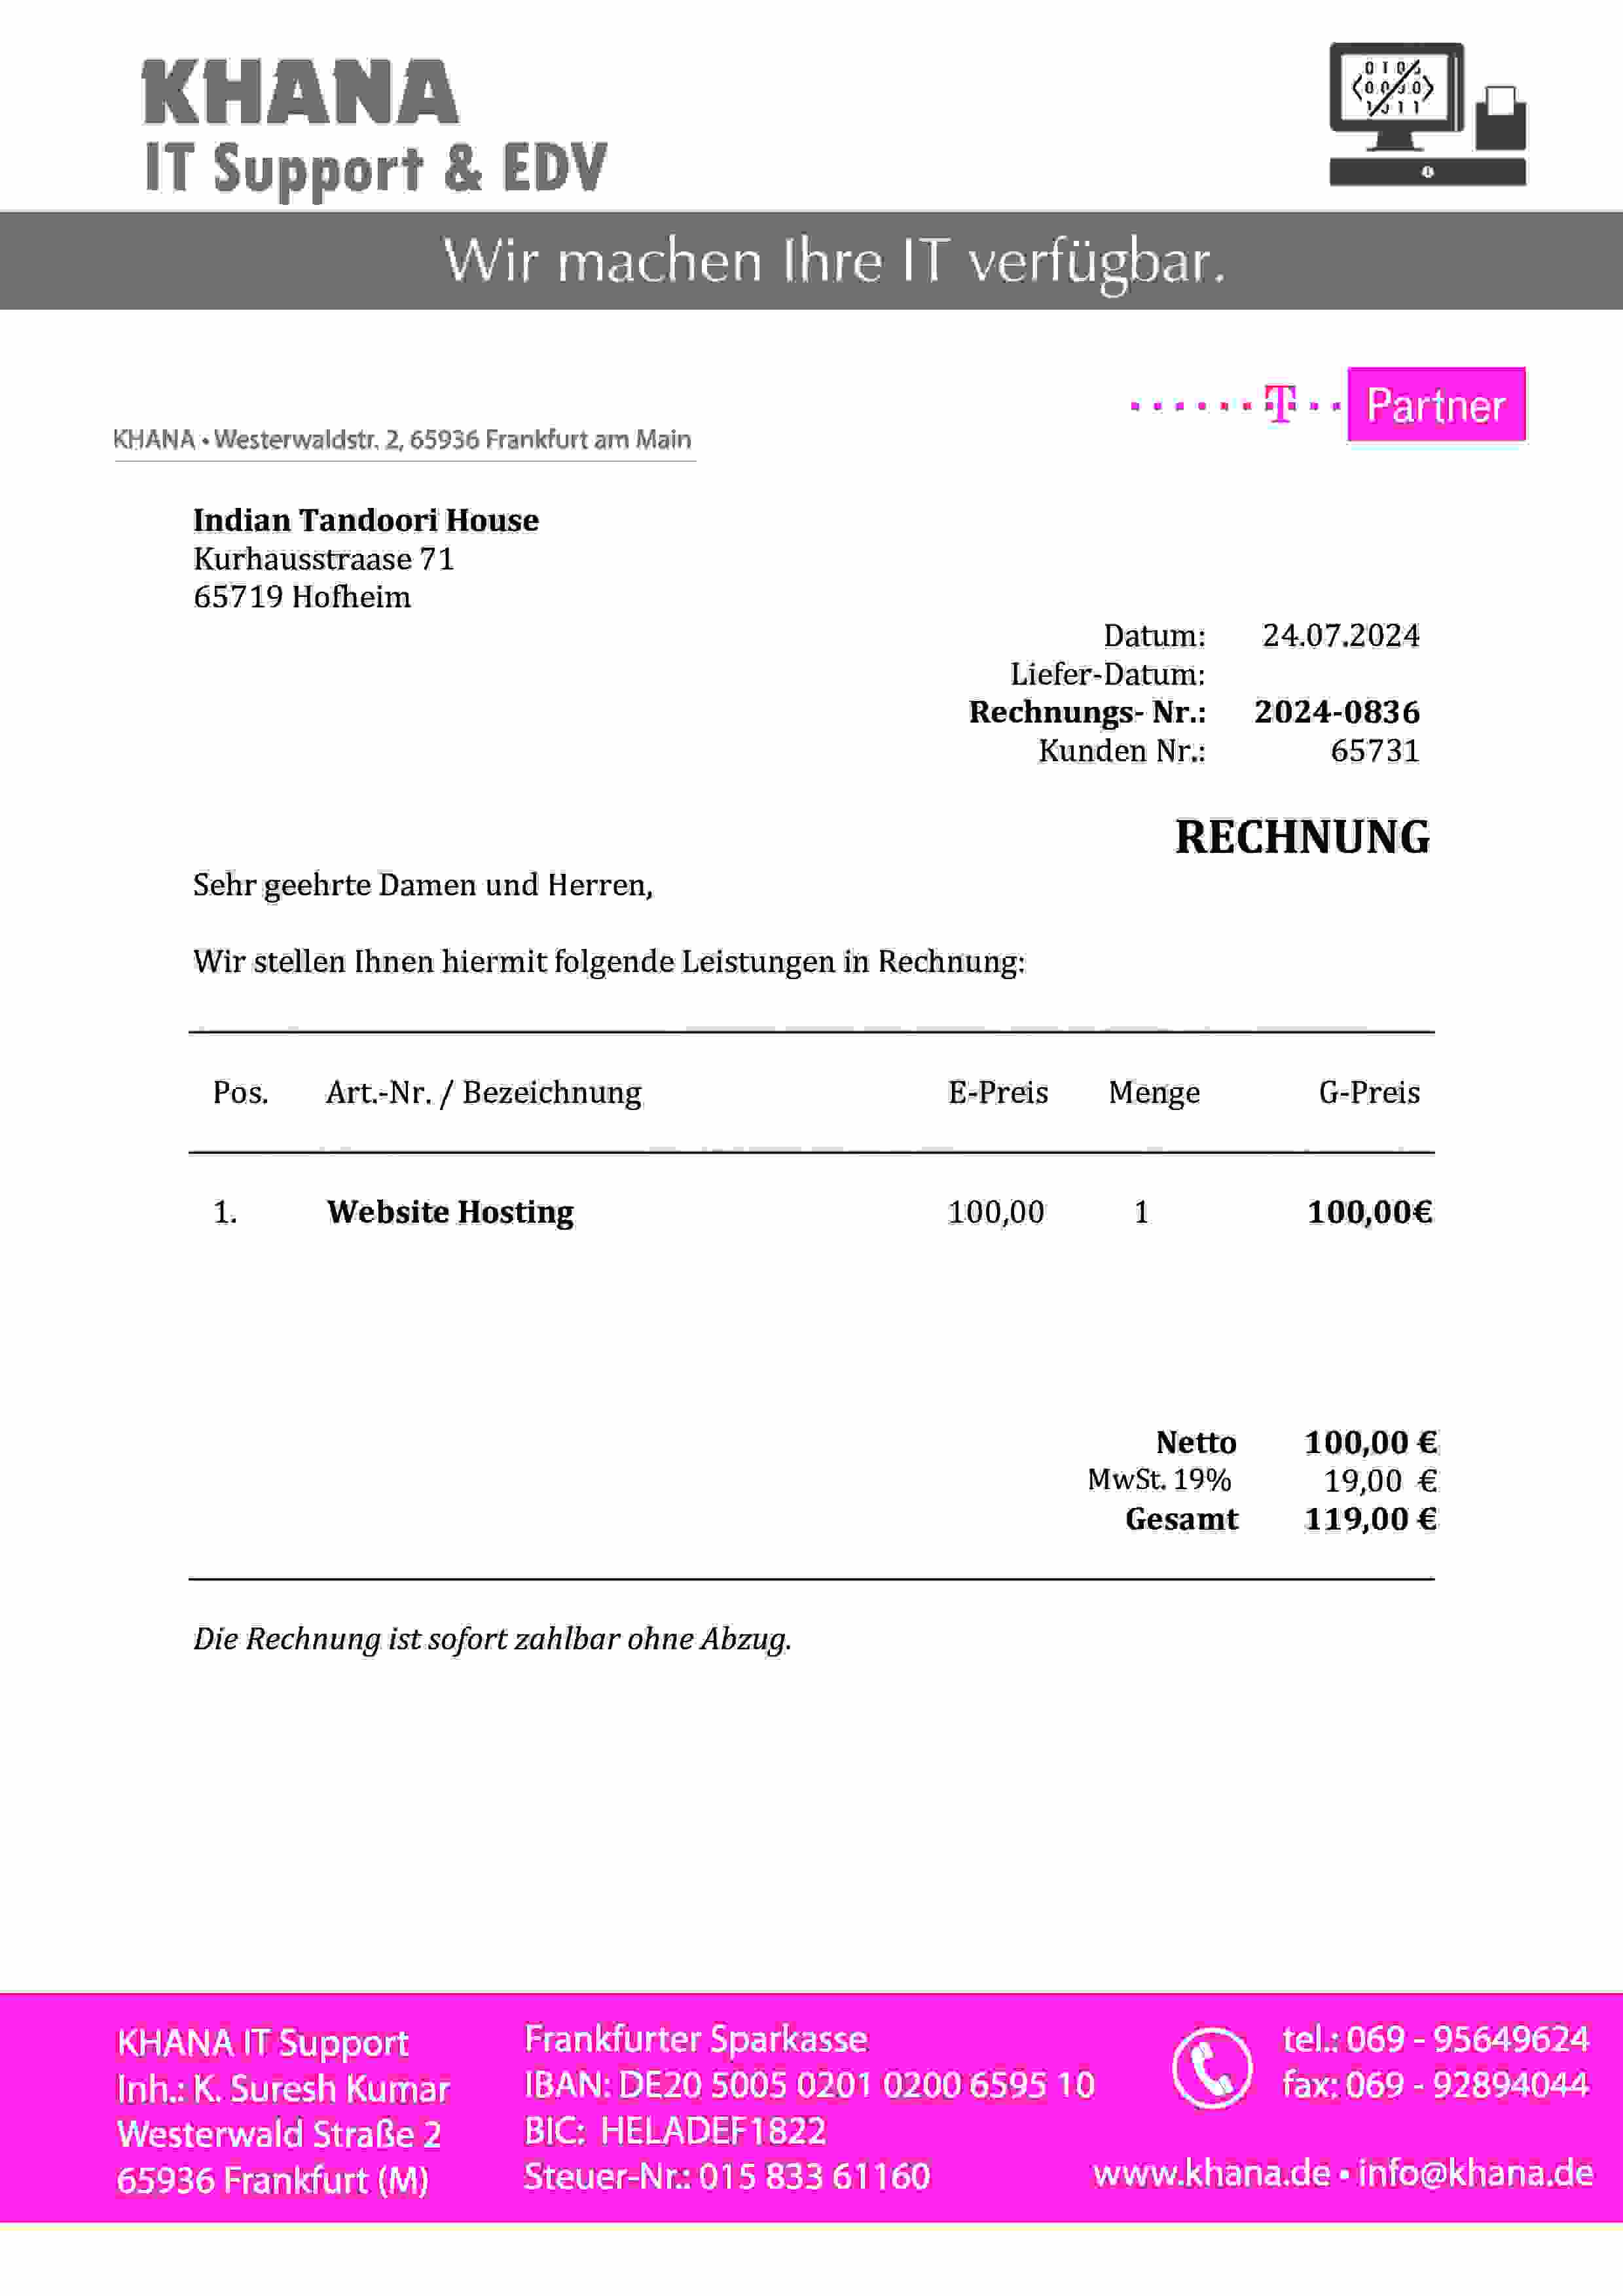 KHANA
IT Support & EDV
Wir machen Ihre IT verfügbar.
T Partner
KHANA • Westerwaldstr. 2, 65936 Frankfurt am Main
Indian Tandoori House
Kurhausstraase 71
65719 Hofheim
Datum: 24.07.2024
Liefer-Datum:
Rechnungs- Nr.: 2024-0836
Kunden Nr.: 65731
RECHNUNG
Sehr geehrte Damen und Herren,
Wir stellen Ihnen hiermit folgende Leistungen in Rechnung:
Pos. Art.-Nr. / Bezeichnung E-Preis Menge G-Preis
1. Website Hosting 100,00 1 100,00€
Netto 100,00 €
MwSt. 19% 19,00 €
Gesamt 119,00 €
Die Rechnung ist sofort zahlbar ohne Abzug.
KHANA IT Support
Inh.: K. Suresh Kumar
Westerwald Straße 2
65936 Frankfurt (M)
Frankfurter Sparkasse
IBAN: DE20 5005 0201 0200 6595 10
BIC: HELADEF1822
Steuer-Nr.: 015 833 61160
tel.: 069 - 95649624
fax: 069 - 92894044
www.khana.de • info@khana.de